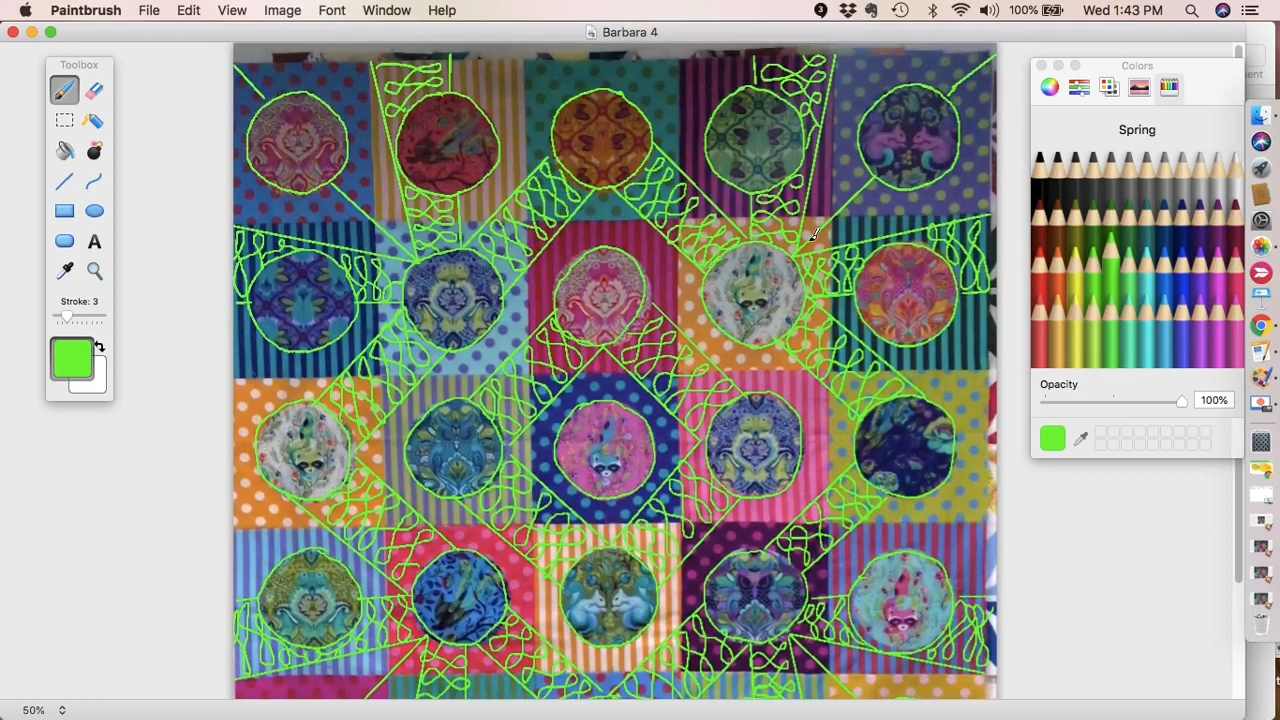 Paintbrush File Edit View Image Font Window Help 3 100% Wed 1:43 PM
Barbara 4
Toolbox
A
Stroke: 3
Colors
Spring
Opacity
100%
50%